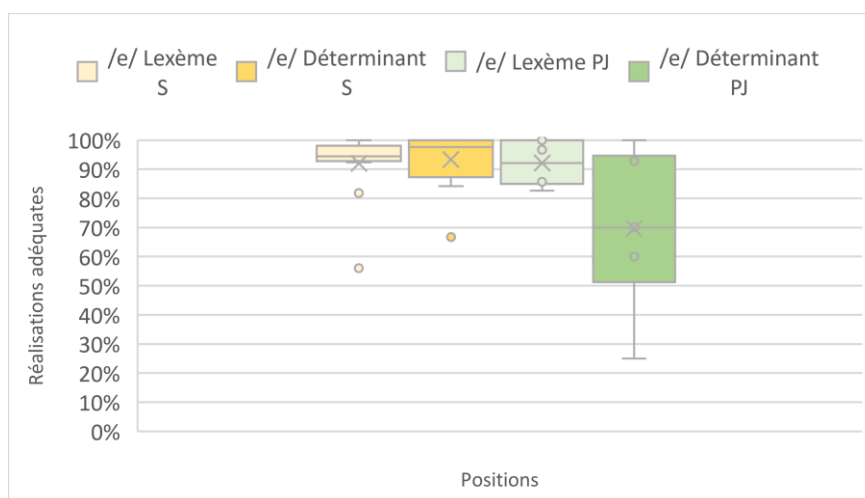 /e/ Lexème S
/e/ Déterminant S
/e/ Lexème PJ
/e/ Déterminant PJ
100%
90%
80%
70%
60%
50%
40%
30%
20%
10%
0%
Réalisations adéquates
Positions